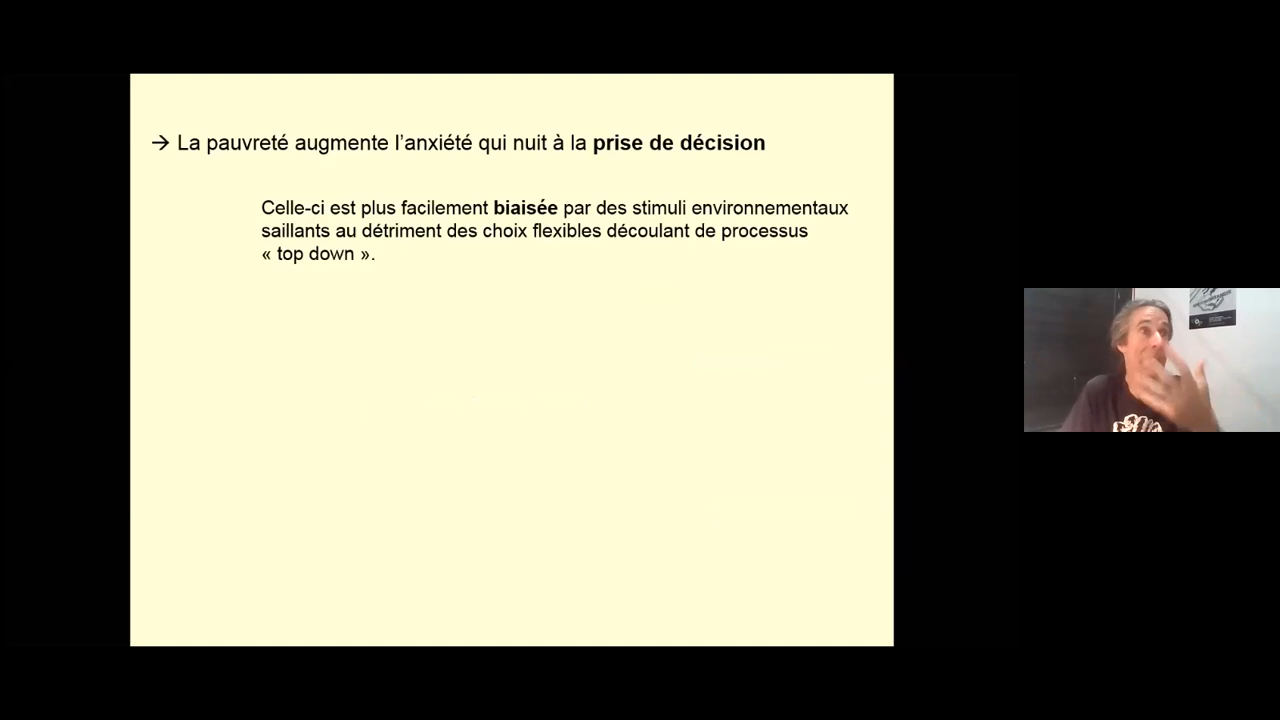 → La pauvreté augmente l’anxiété qui nuit à la prise de décision
Celle-ci est plus facilement biaisée par des stimuli environnementaux
saillants au détriment des choix flexibles découlant de processus
« top down ».